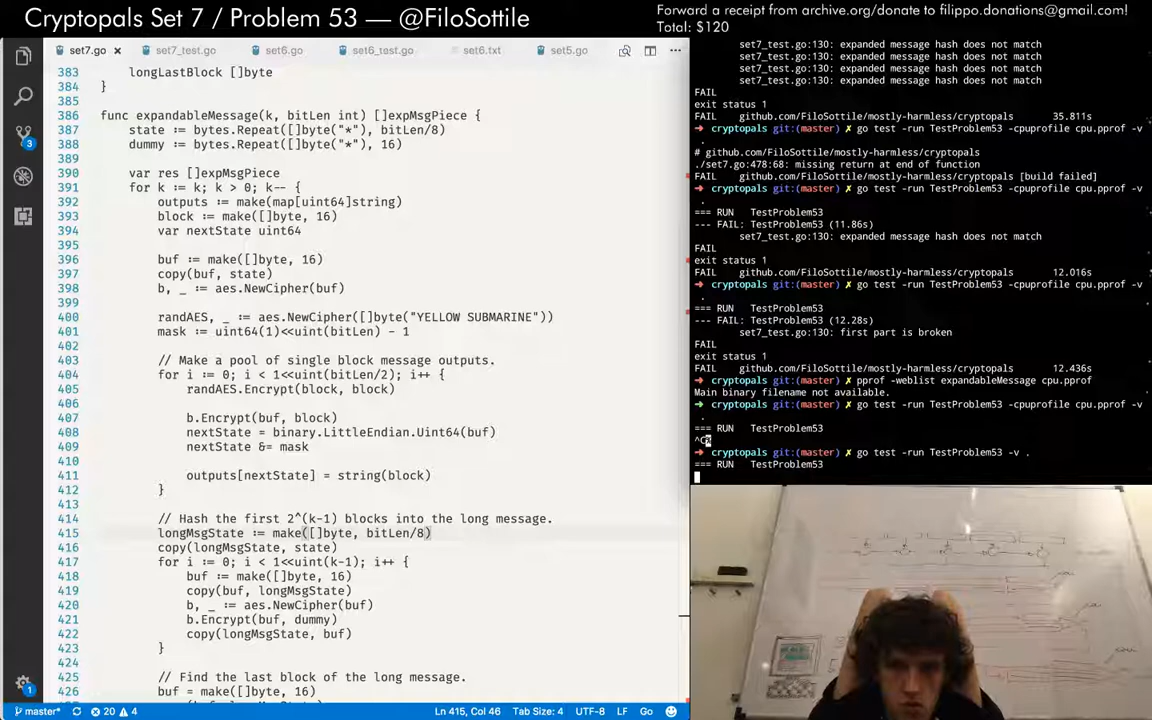 Cryptopals Set 7 / Problem 53 — @FiloSottile
Forward a receipt from archive.org/donate to filippo.donations@gmail.com!
Total: $120
set7.go
set7_test.go
set6.go
set6_test.go
set6.txt
set5.go
383 longLastBlock []byte
384 }
385
386 func expandableMessage(k, bitLen int) []expMsgPiece {
387 state := bytes.Repeat([]byte("*"), bitLen/8)
388 dummy := bytes.Repeat([]byte("*"), 16)
389
390 var res []expMsgPiece
391 for k := k; k > 0; k-- {
392 outputs := make(map[uint64]string)
393 block := make([]byte, 16)
394 var nextState uint64
395
396 buf := make([]byte, 16)
397 copy(buf, state)
398 b, _ := aes.NewCipher(buf)
399
400 randAES, _ := aes.NewCipher([]byte("YELLOW SUBMARINE"))
401 mask := uint64(1)<<uint(bitLen) - 1
402
403 // Make a pool of single block message outputs.
404 for i := 0; i < 1<<uint(bitLen/2); i++ {
405 randAES.Encrypt(block, block)
406
407 b.Encrypt(buf, block)
408 nextState = binary.LittleEndian.Uint64(buf)
409 nextState &= mask
410
411 outputs[nextState] = string(block)
412 }
413
414 // Hash the first 2^(k-1) blocks into the long message.
415 longMsgState := make([]byte, bitLen/8)
416 copy(longMsgState, state)
417 for i := 0; i < 1<<uint(k-1); i++ {
418 buf := make([]byte, 16)
419 copy(buf, longMsgState)
420 b, _ := aes.NewCipher(buf)
421 b.Encrypt(buf, dummy)
422 copy(longMsgState, buf)
423 }
424
425 // Find the last block of the long message.
426 buf = make([]byte, 16)
set7_test.go:130: expanded message hash does not match
set7_test.go:130: expanded message hash does not match
set7_test.go:130: expanded message hash does not match
set7_test.go:130: expanded message hash does not match
FAIL
exit status 1
FAIL github.com/FiloSottile/mostly-harmless/cryptopals 35.811s
➜ cryptopals git:(master) ✗ go test -run TestProblem53 -cpuprofile cpu.pprof -v
.
# github.com/FiloSottile/mostly-harmless/cryptopals
./set7.go:478:68: missing return at end of function
FAIL github.com/FiloSottile/mostly-harmless/cryptopals [build failed]
➜ cryptopals git:(master) ✗ go test -run TestProblem53 -cpuprofile cpu.pprof -v
.
=== RUN TestProblem53
--- FAIL: TestProblem53 (11.86s)
set7_test.go:130: expanded message hash does not match
FAIL
exit status 1
FAIL github.com/FiloSottile/mostly-harmless/cryptopals 12.016s
➜ cryptopals git:(master) ✗ go test -run TestProblem53 -cpuprofile cpu.pprof -v
.
=== RUN TestProblem53
--- FAIL: TestProblem53 (12.28s)
set7_test.go:130: first part is broken
FAIL
exit status 1
FAIL github.com/FiloSottile/mostly-harmless/cryptopals 12.436s
➜ cryptopals git:(master) ✗ pprof -weblist expandableMessage cpu.pprof
Main binary filename not available.
➜ cryptopals git:(master) ✗ go test -run TestProblem53 -cpuprofile cpu.pprof -v
.
=== RUN TestProblem53
^C%
➜ cryptopals git:(master) ✗ go test -run TestProblem53 -v .
=== RUN TestProblem53
3
1
master*
20
4
Ln 415, Col 46
Tab Size: 4
UTF-8
LF
Go